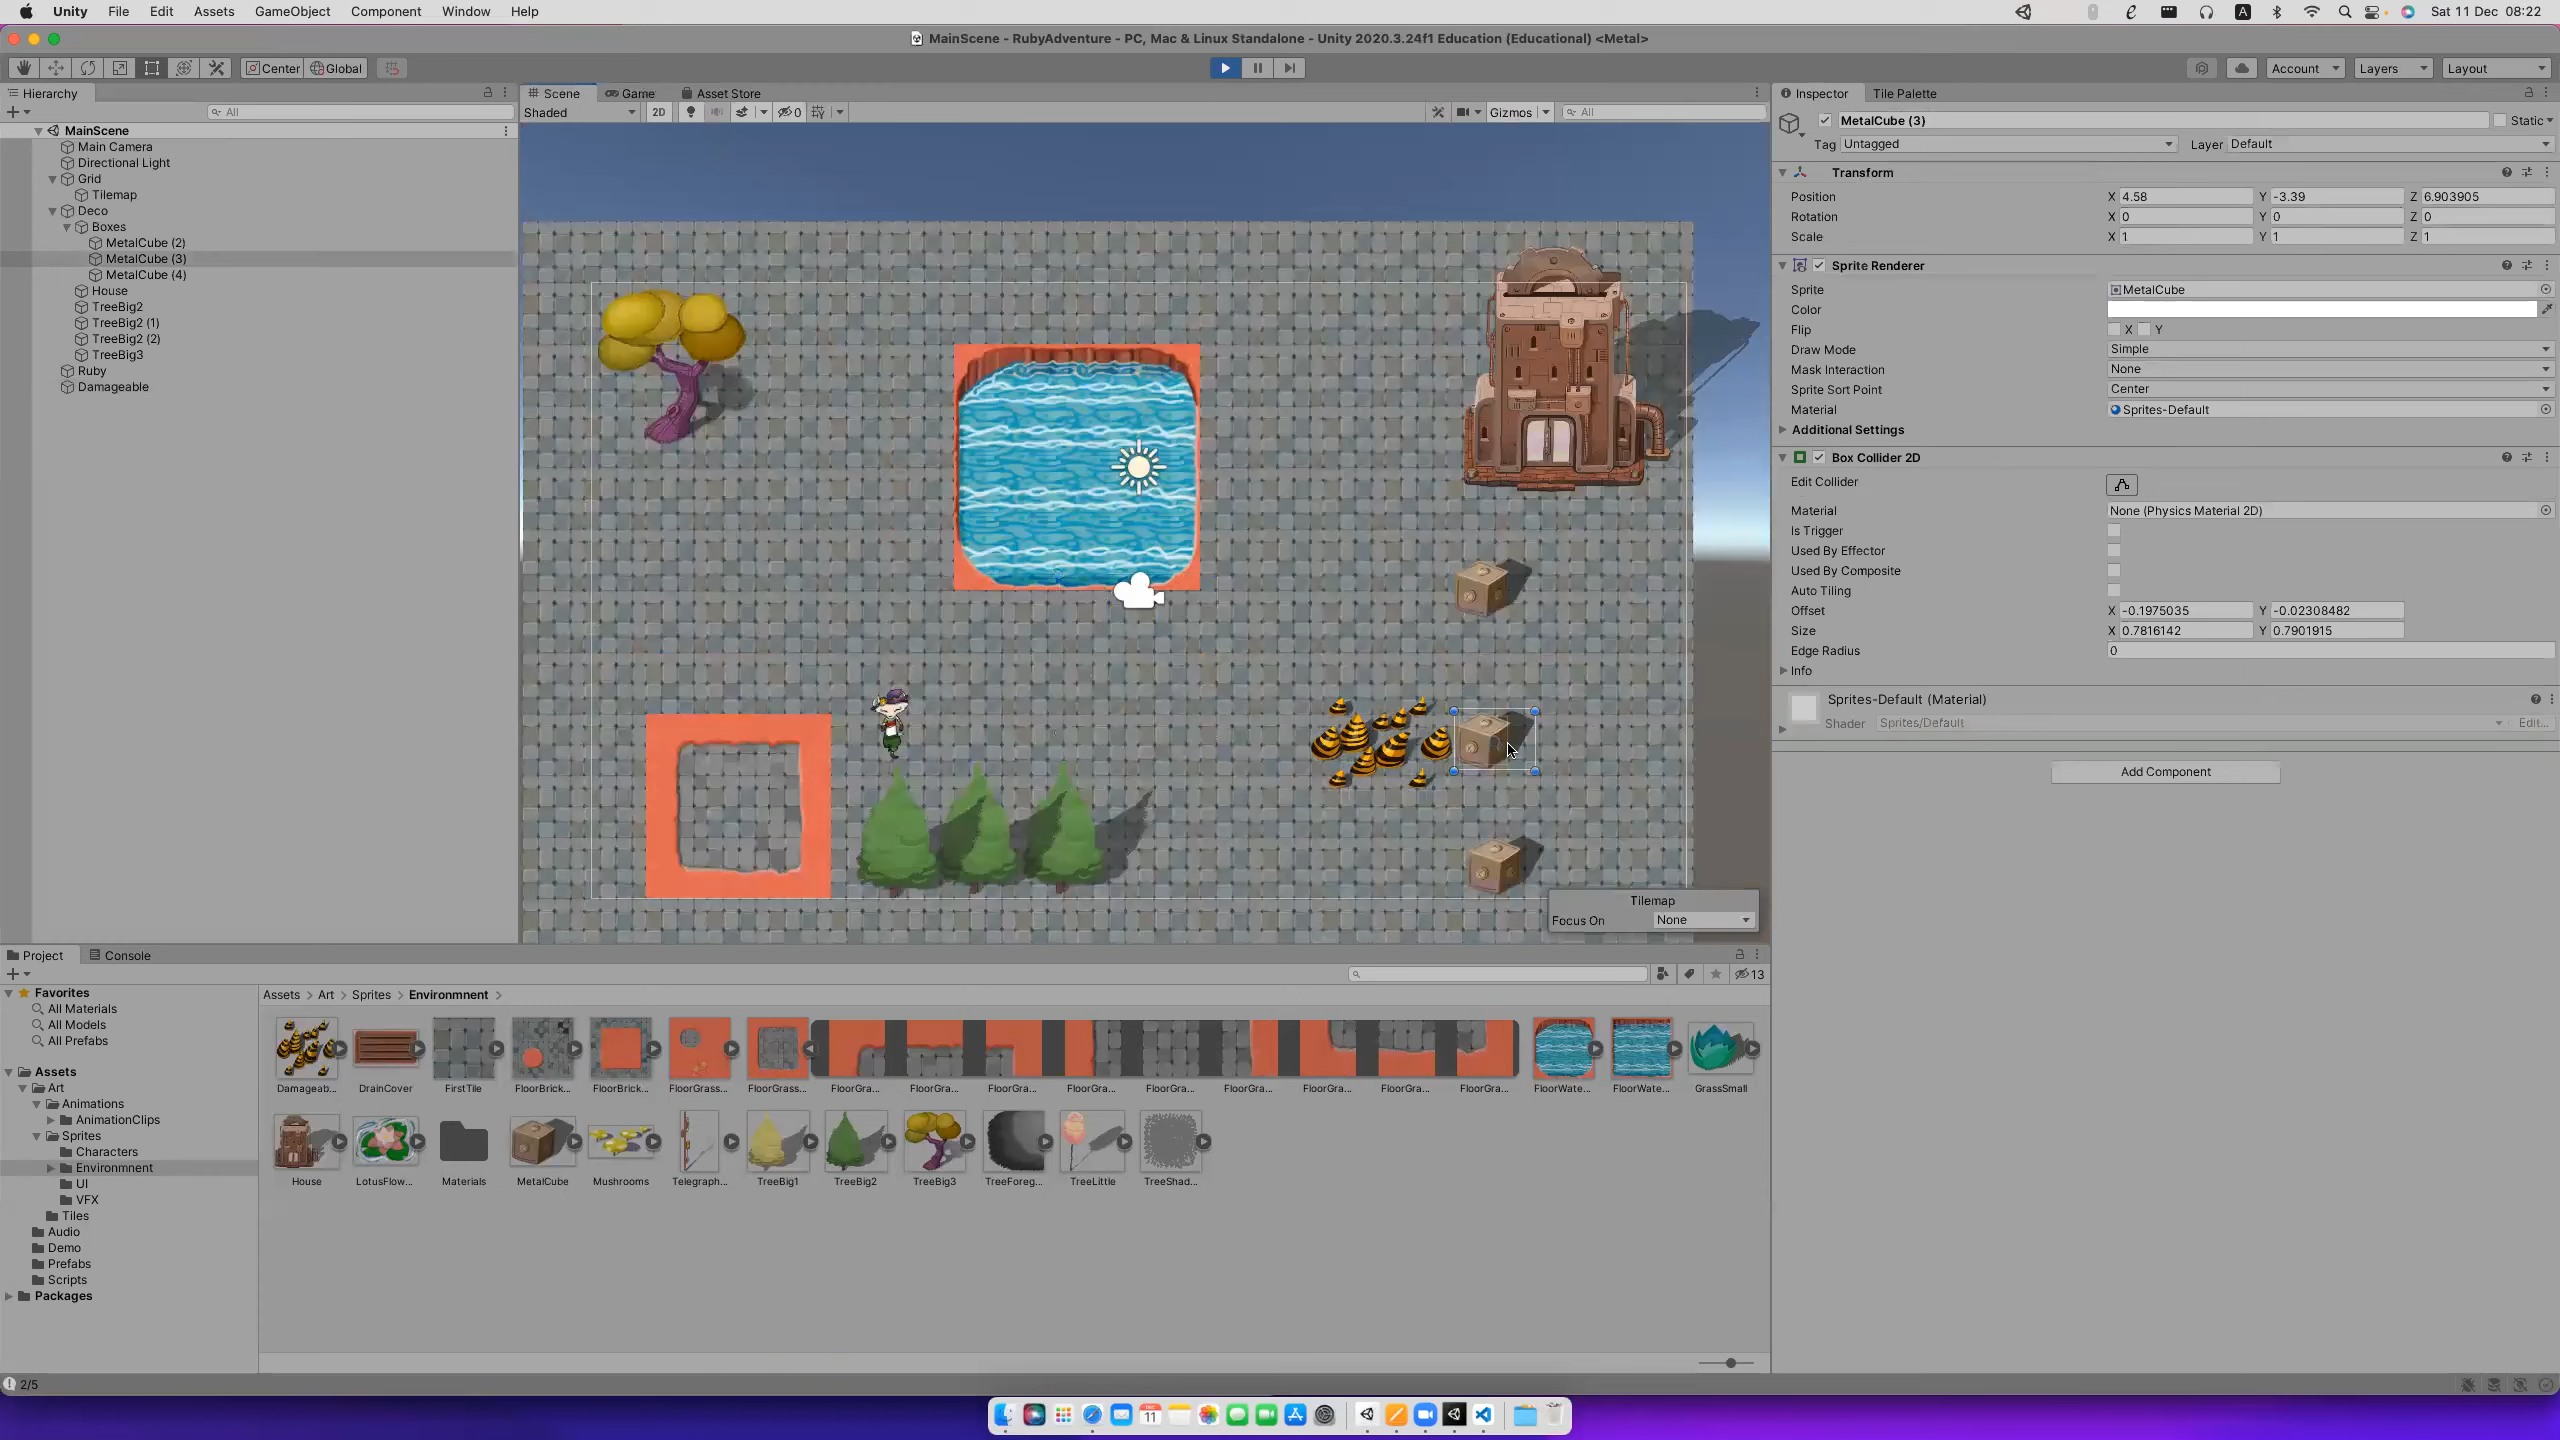 Unity File Edit Assets GameObject Component Window Help A Sat 11 Dec 08:22
MainScene - RubyAdventure - PC, Mac & Linux Standalone - Unity 2020.3.24f1 Education (Educational) <Metal>
Center Global Account Layers Layout
Hierarchy
All
MainScene
Main Camera
Directional Light
Grid
Tilemap
Deco
Boxes
MetalCube (2)
MetalCube (3)
MetalCube (4)
House
TreeBig2
TreeBig2 (1)
TreeBig2 (2)
TreeBig3
Ruby
Damageable
Scene Game Asset Store
Shaded 2D 0 Gizmos All
Tilemap
Focus On None
Inspector Tile Palette
MetalCube (3) Static
Tag Untagged Layer Default
Transform
Position X 4.58 Y -3.39 Z 6.903905
Rotation X 0 Y 0 Z 0
Scale X 1 Y 1 Z 1
Sprite Renderer
Sprite MetalCube
Color
Flip X Y
Draw Mode Simple
Mask Interaction None
Sprite Sort Point Center
Material Sprites-Default
Additional Settings
Box Collider 2D
Edit Collider
Material None (Physics Material 2D)
Is Trigger
Used By Effector
Used By Composite
Auto Tiling
Offset X -0.1975035 Y -0.02308482
Size X 0.7816142 Y 0.7901915
Edge Radius 0
Info
Sprites-Default (Material)
Shader Sprites/Default Edit...
Add Component
Project Console
13
Favorites
All Materials
All Models
All Prefabs
Assets
Art
Animations
AnimationClips
Sprites
Characters
Environmnent
UI
VFX
Tiles
Audio
Demo
Prefabs
Scripts
Packages
Assets > Art > Sprites > Environmnent >
Damageab... DrainCover FirstTile FloorBrick... FloorBrick... FloorGrass... FloorGrass... FloorGra... FloorGra... FloorGra... FloorGra... FloorGra... FloorGra... FloorGra... FloorGra... FloorGra... FloorWate... FloorWate... GrassSmall
House LotusFlow... Materials MetalCube Mushrooms Telegraph... TreeBig1 TreeBig2 TreeBig3 TreeForeg... TreeLittle TreeShad...
2/5
11